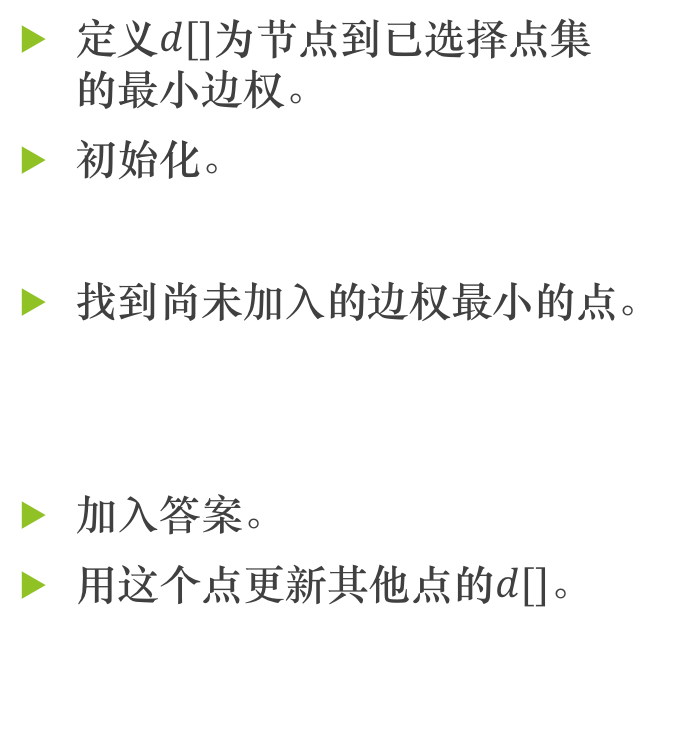 定义d[]为节点到已选择点集
的最小边权。
初始化。
找到尚未加入的边权最小的点。
加入答案。
用这个点更新其他点的d[]。